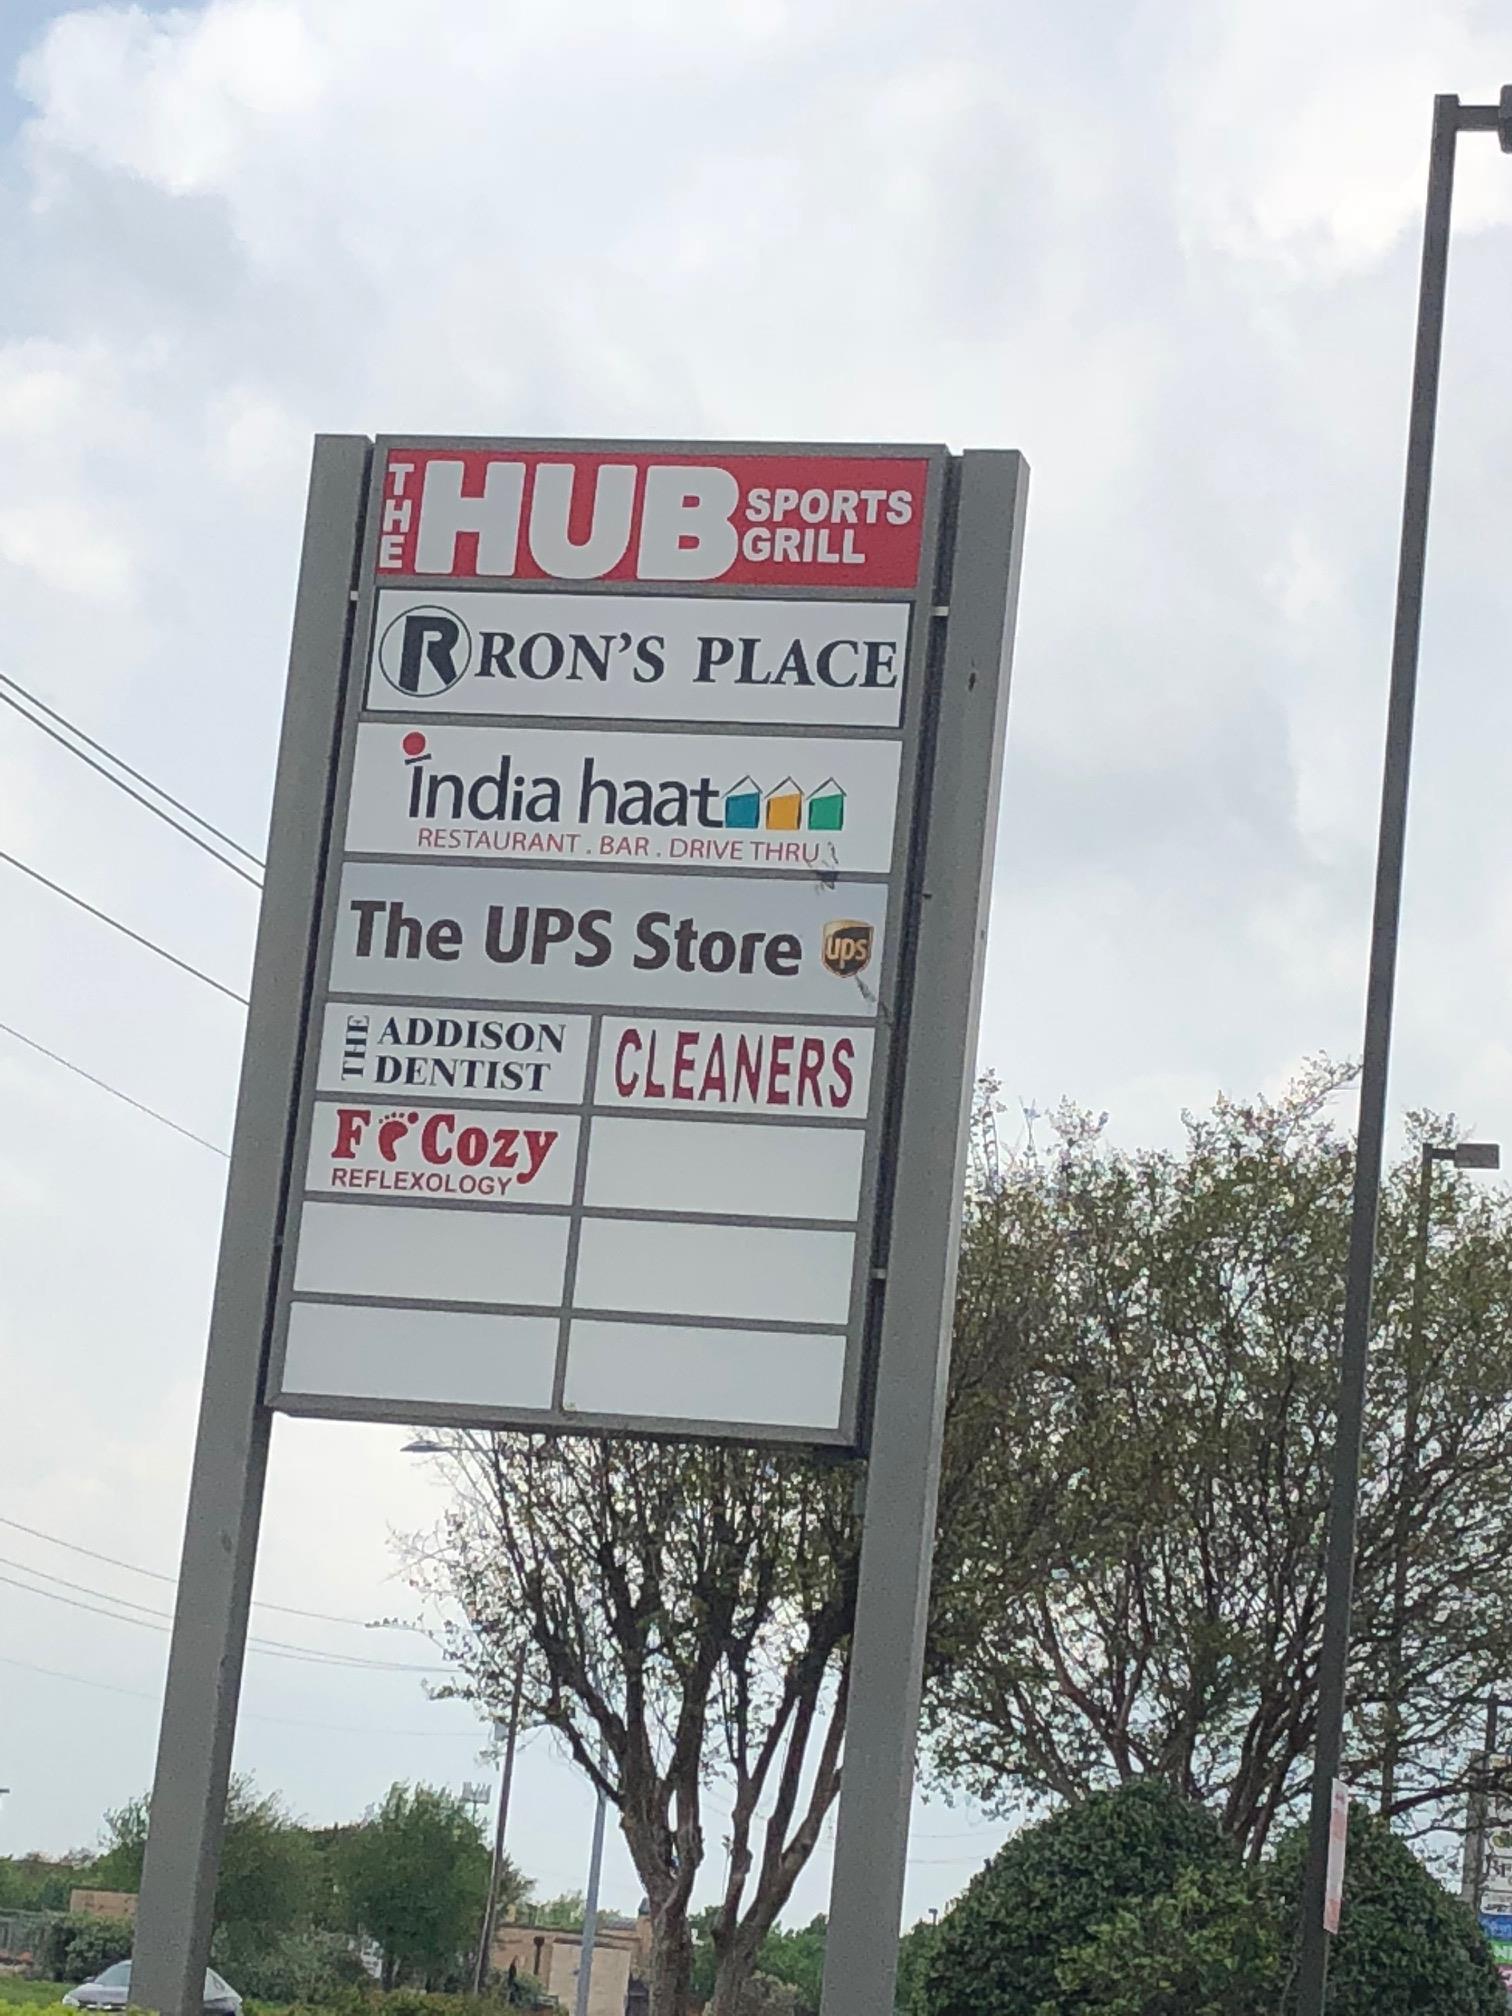 THE HUB SPORTS GRILL
R RON'S PLACE
india haat
RESTAURANT . BAR . DRIVE THRU
The UPS Store ups
THE ADDISON DENTIST
CLEANERS
F Cozy
REFLEXOLOGY